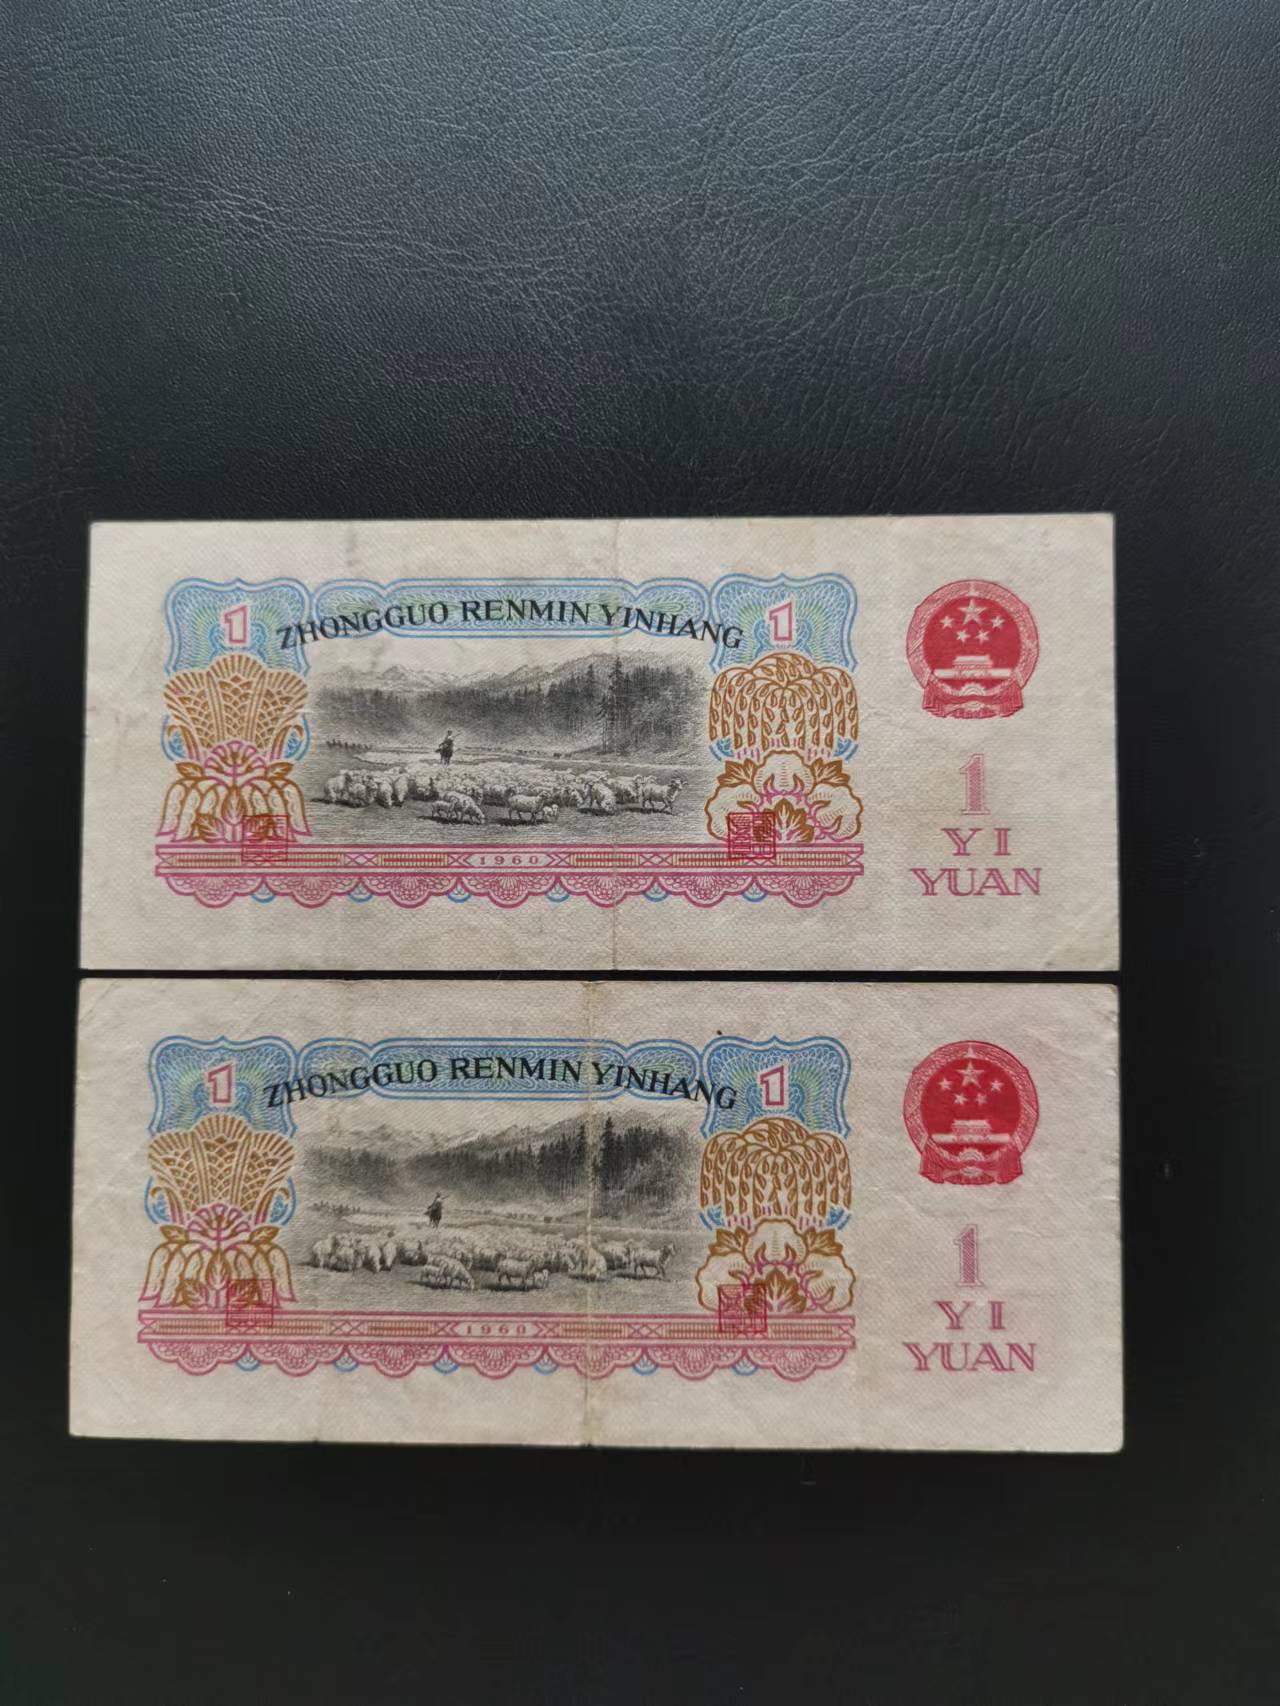 1 ZHONGGUO RENMIN YINHANG 1
1960
1
YI
YUAN
1 ZHONGGUO RENMIN YINHANG 1
1960
1
YI
YUAN